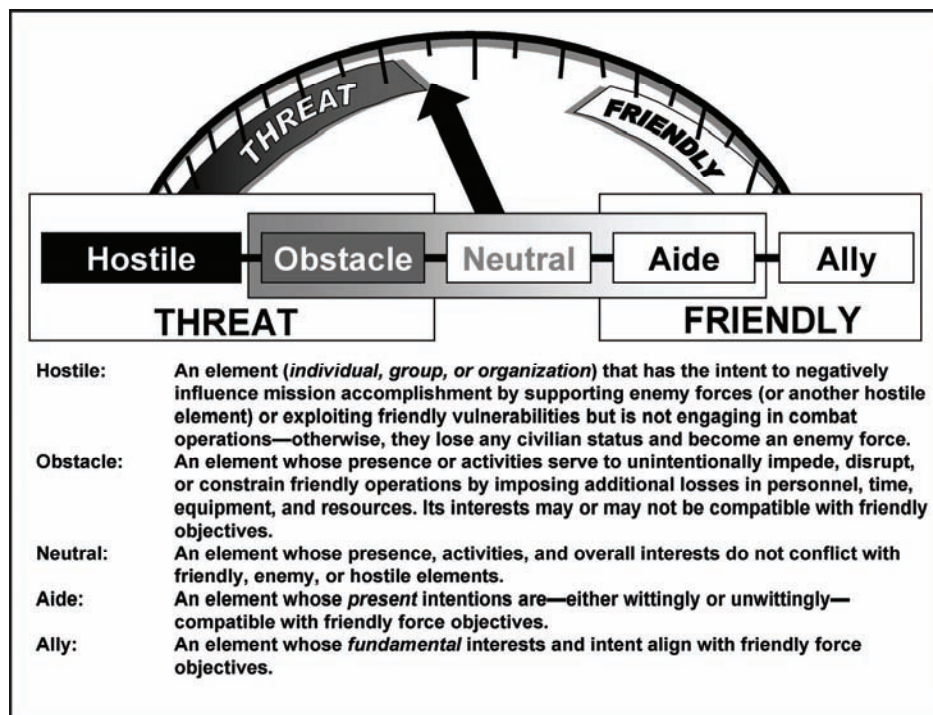 THREAT
FRIENDLY
Hostile
Obstacle
Neutral
Aide
Ally
THREAT
FRIENDLY
Hostile: An element (individual, group, or organization) that has the intent to negatively
influence mission accomplishment by supporting enemy forces (or another hostile
element) or exploiting friendly vulnerabilities but is not engaging in combat
operations—otherwise, they lose any civilian status and become an enemy force.
Obstacle: An element whose presence or activities serve to unintentionally impede, disrupt,
or constrain friendly operations by imposing additional losses in personnel, time,
equipment, and resources. Its interests may or may not be compatible with friendly
objectives.
Neutral: An element whose presence, activities, and overall interests do not conflict with
friendly, enemy, or hostile elements.
Aide: An element whose present intentions are—either wittingly or unwittingly—
compatible with friendly force objectives.
Ally: An element whose fundamental interests and intent align with friendly force
objectives.